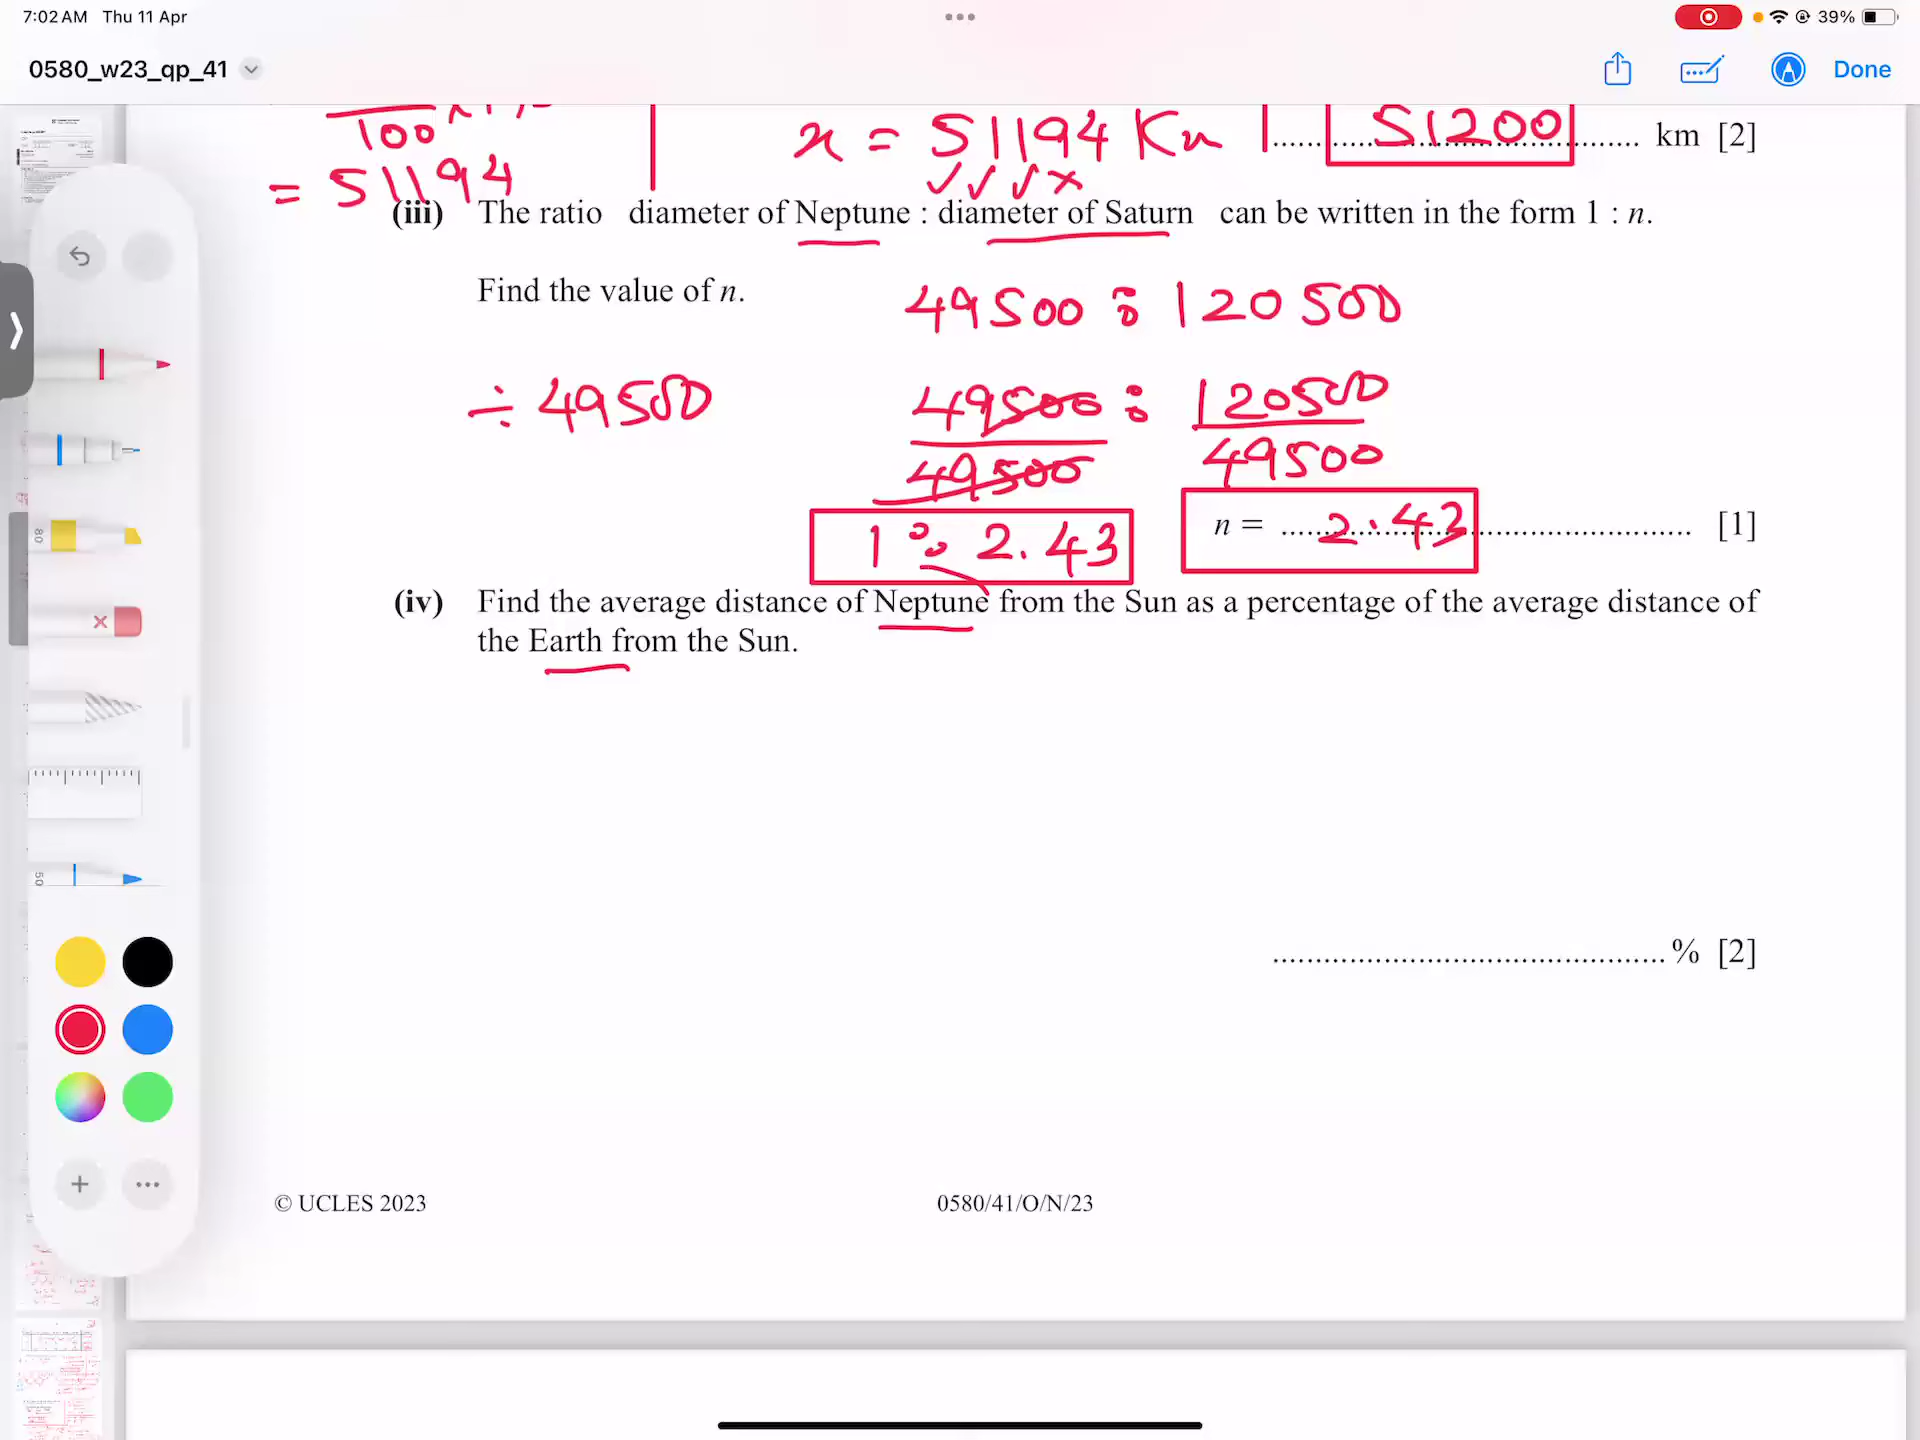 7:02 AM Thu 11 Apr
39%
0580_w23_qp_41
Done
100
= 51194
x = 51194 Km
51200
km [2]
(iii) The ratio diameter of Neptune : diameter of Saturn can be written in the form 1 : n.
Find the value of n.
49500 : 120500
÷ 49500
49500 : 120500
49500
49500
1 : 2.43
n = 2.43 [1]
(iv) Find the average distance of Neptune from the Sun as a percentage of the average distance of
the Earth from the Sun.
% [2]
80
50
© UCLES 2023
0580/41/O/N/23